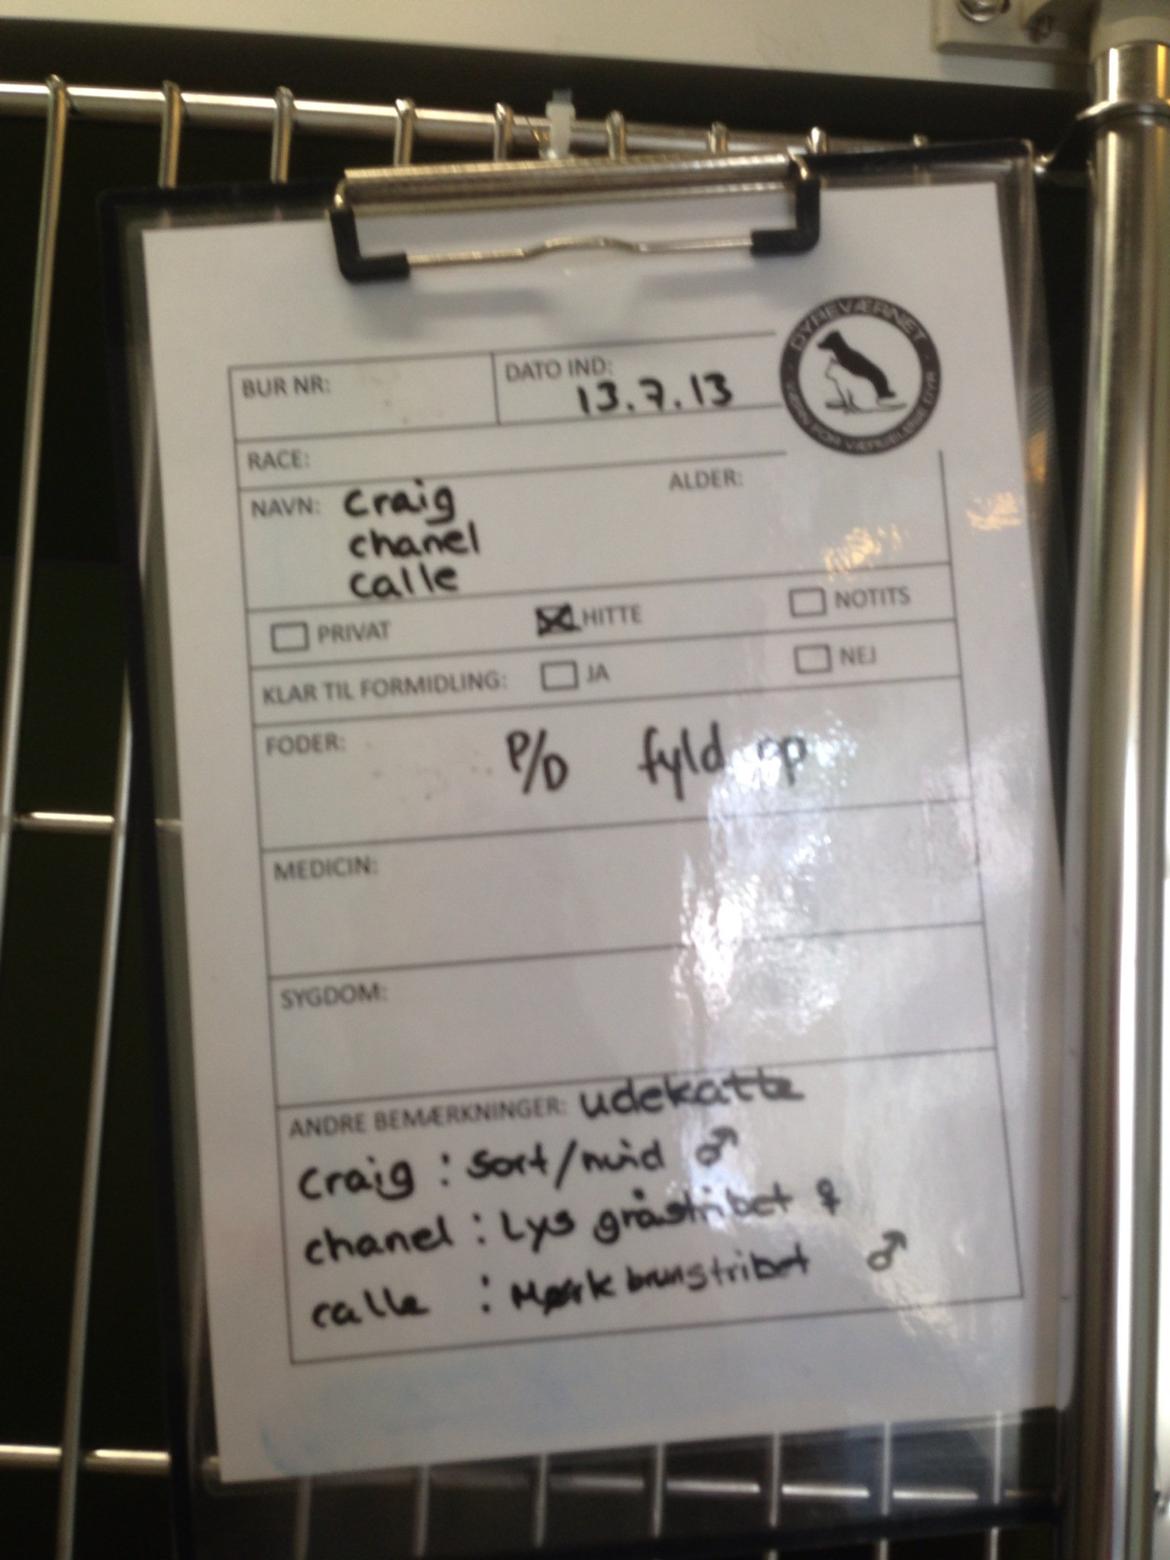 DYREVÆRNET
BUR NR: DATO IND: 13.7.13
RACE:
NAVN: Craig ALDER:
chanel
calle
PRIVAT HITTE NOTITS
KLAR TIL FORMIDLING: JA NEJ
FODER: P/D fyld op
MEDICIN:
SYGDOM:
ANDRE BEMÆRKNINGER: udekatte
Craig : Sort/hvid ♂
chanel : Lys gråstribet ♀
calle : Mørk brunstribet ♂